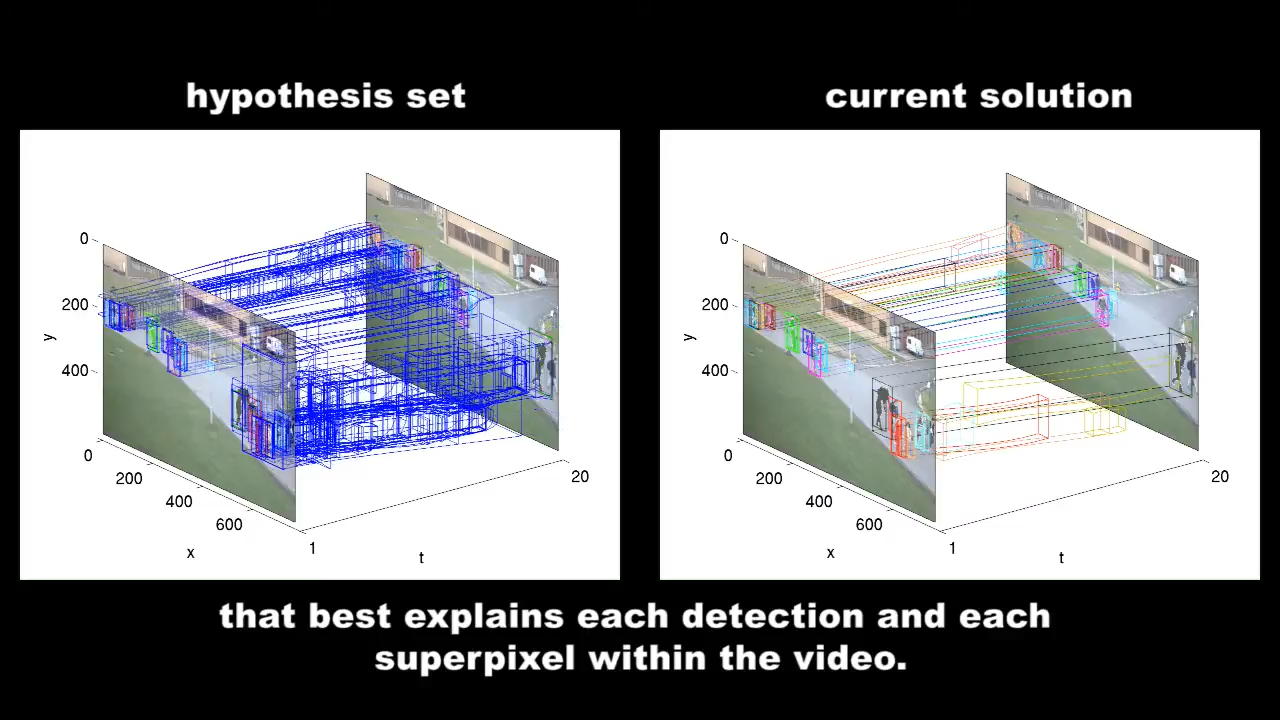 hypothesis set
current solution
0
200
400
y
0
200
400
600
x
1
20
t
0
200
400
y
0
200
400
600
x
1
20
t
that best explains each detection and each
superpixel within the video.